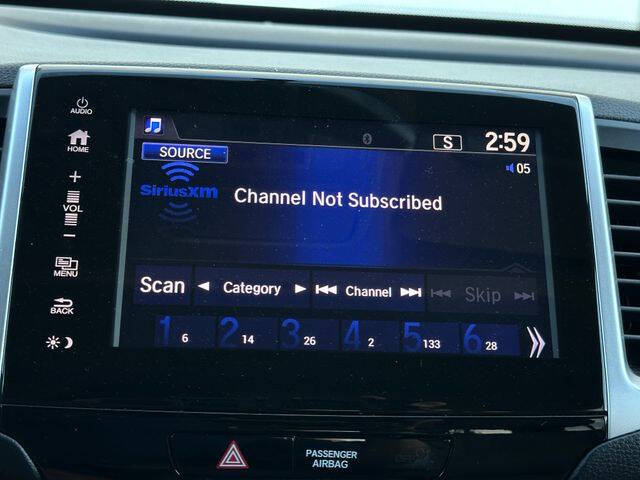 AUDIO
S 2:59
SOURCE
05
HOME
SiriusXM
Channel Not Subscribed
VOL
Scan Category Channel Skip
MENU
BACK
1 6 2 14 3 26 4 2 5 133 6 28
PASSENGER
AIRBAG